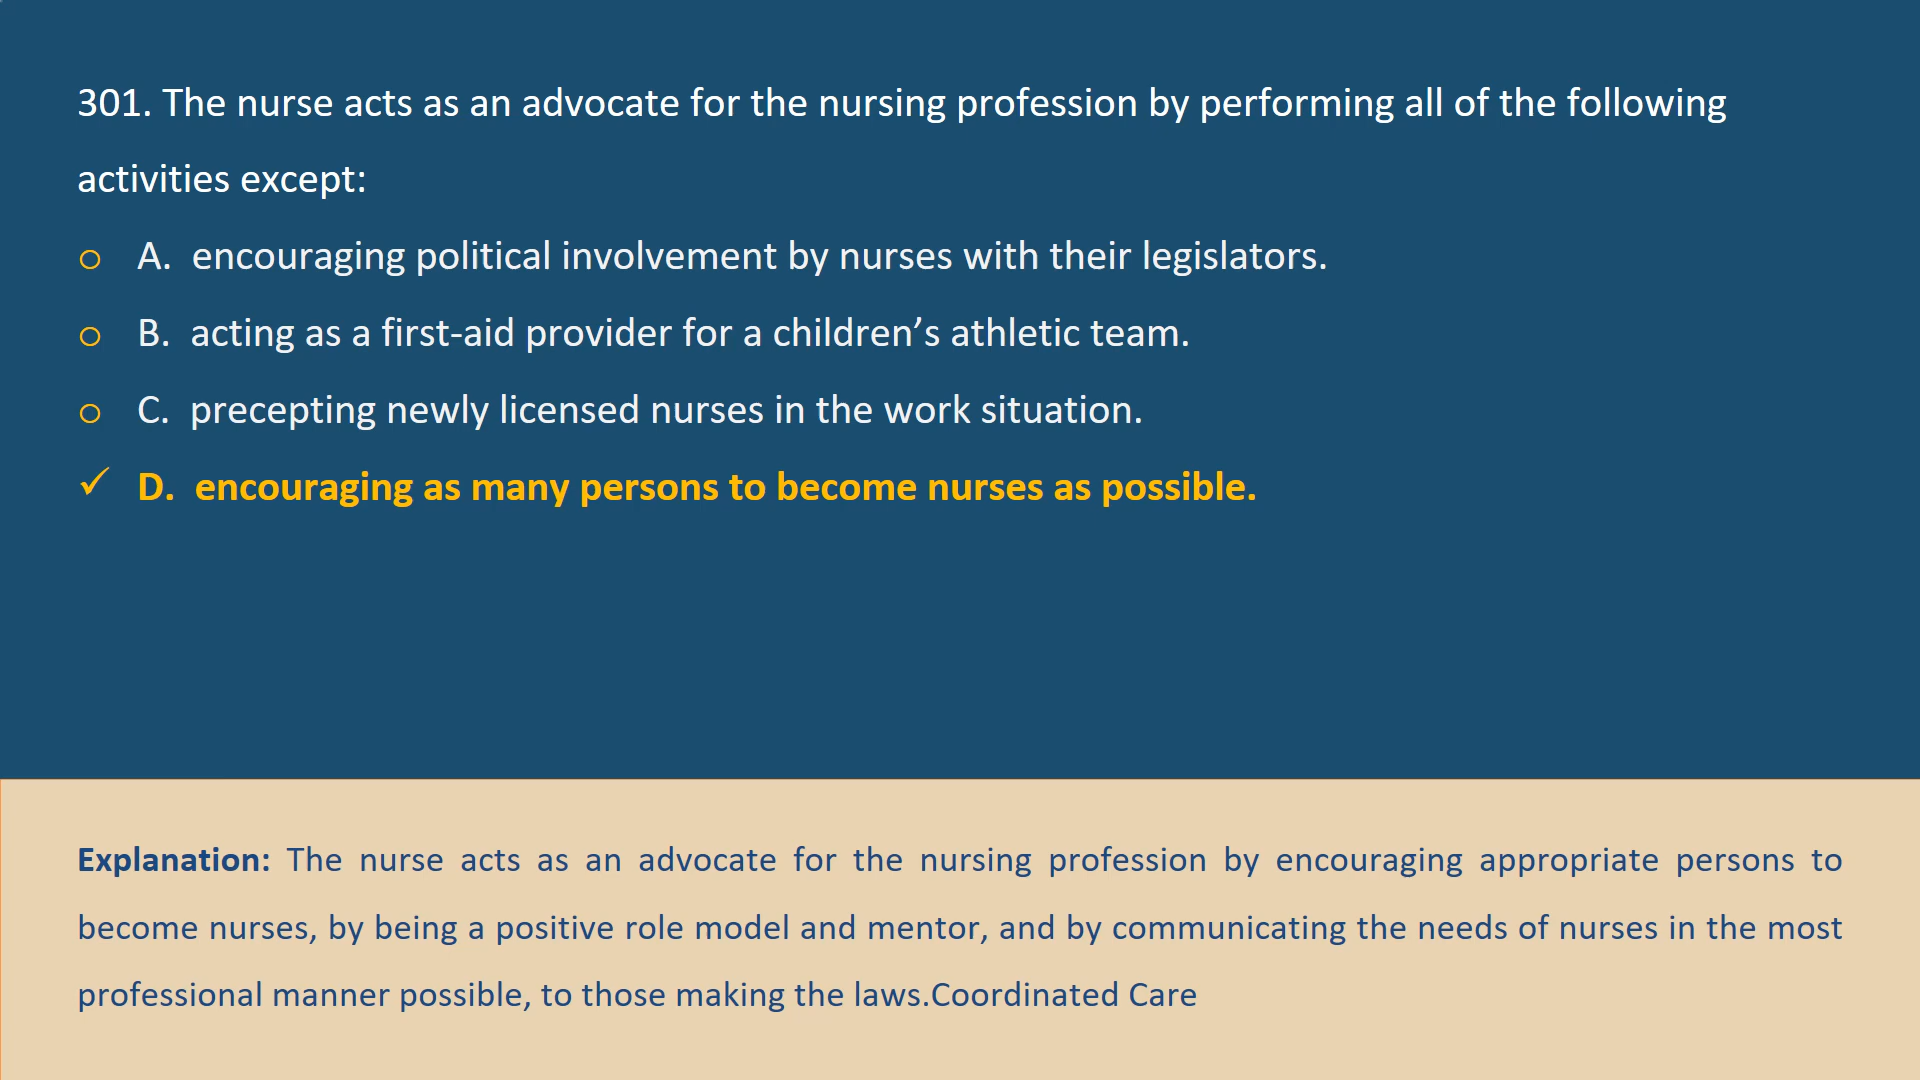 301. The nurse acts as an advocate for the nursing profession by performing all of the following
activities except:
o A. encouraging political involvement by nurses with their legislators.
o B. acting as a first-aid provider for a children’s athletic team.
o C. precepting newly licensed nurses in the work situation.
✓ D. encouraging as many persons to become nurses as possible.
Explanation: The nurse acts as an advocate for the nursing profession by encouraging appropriate persons to
become nurses, by being a positive role model and mentor, and by communicating the needs of nurses in the most
professional manner possible, to those making the laws.Coordinated Care